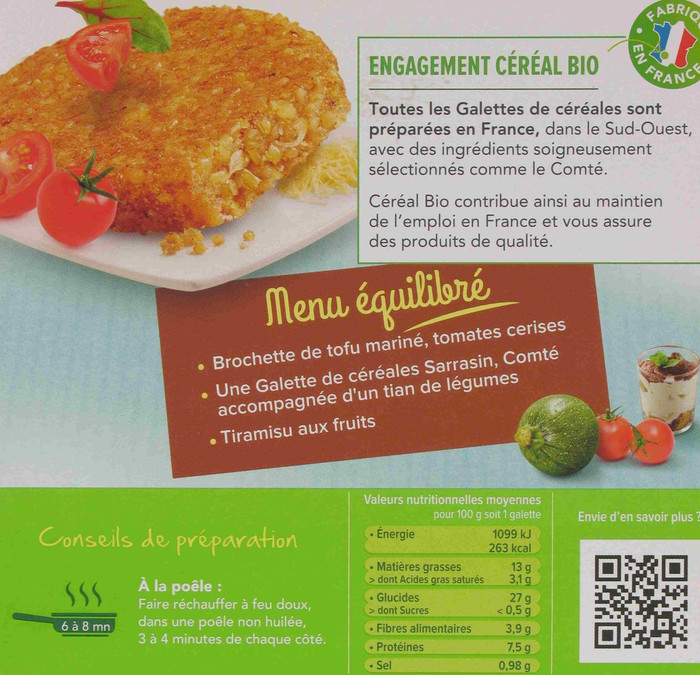 FABRIQ
EN FRANCE
ENGAGEMENT CÉRÉAL BIO
Toutes les Galettes de céréales sont
préparées en France, dans le Sud-Ouest,
avec des ingrédients soigneusement
sélectionnés comme le Comté.
Céréal Bio contribue ainsi au maintien
de l'emploi en France et vous assure
des produits de qualité.
Menu équilibré
• Brochette de tofu mariné, tomates cerises
• Une Galette de céréales Sarrasin, Comté
accompagnée d'un tian de légumes
• Tiramisu aux fruits
Conseils de préparation
6 à 8 mn
À la poêle :
Faire réchauffer à feu doux,
dans une poêle non huilée,
3 à 4 minutes de chaque côté.
Valeurs nutritionnelles moyennes
pour 100 g soit 1 galette
• Énergie 1099 kJ
263 kcal
• Matières grasses 13 g
> dont Acides gras saturés 3,1 g
• Glucides 27 g
> dont Sucres < 0,5 g
• Fibres alimentaires 3,9 g
• Protéines 7,5 g
• Sel 0,98 g
Envie d'en savoir plus ?